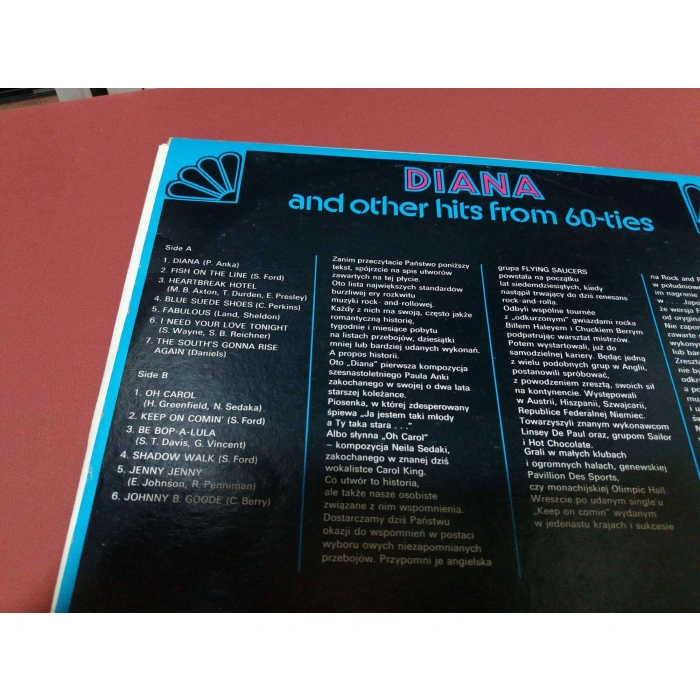 DIANA
and other hits from 60-ties
Side A
1. DIANA (P. Anka)
2. FISH ON THE LINE (S. Ford)
3. HEARTBREAK HOTEL
(M. B. Axton, T. Durden, E. Presley)
4. BLUE SUEDE SHOES (C. Perkins)
5. FABULOUS (Land, Sheldon)
6. I NEED YOUR LOVE TONIGHT
(S. Wayne, S. B. Reichner)
7. THE SOUTH'S GONNA RISE
AGAIN (Daniels)
Side B
1. OH CAROL
(H. Greenfield, N. Sedaka)
2. KEEP ON COMIN' (S. Ford)
3. BE BOP-A-LULA
(S. T. Davis, G. Vincent)
4. SHADOW WALK (S. Ford)
5. JENNY JENNY
(E. Johnson, R. Penniman)
6. JOHNNY B. GOODE (C. Berry)
Zanim przeczytacie Państwo poniższy
tekst, spójrzcie na spis utworów
zawartych na tej płycie.
Oto lista największych standardów
burzliwej ery rozkwitu
muzyki rock- and-rollowej.
Każdy z nich ma swoją, często jakże
romantyczną historię,
tygodnie i miesiące pobytu
na listach przebojów, dziesiątki
mniej lub bardziej udanych wykonań.
A propos historii.
Oto „Diana" pierwsza kompozycja
szesnastoletniego Paula Anki
zakochanego w swojej o dwa lata
starszej koleżance.
Piosenka, w której zdesperowany
śpiewa „Ja jestem taki młody
a Ty taka stara . . ."
Albo słynna „Oh Carol"
– kompozycja Neila Sedaki,
zakochanego w znanej dziś
wokalistce Carol King.
Co utwór to historia,
ale także nasze osobiste
związane z nim wspomnienia.
Dostarczamy dziś Państwu
okazji do wspomnień w postaci
wyboru owych niezapomnianych
przebojów. Przypomni je angielska
grupa FLYING SAUCERS
powstała na początku
lat siedemdziesiątych, kiedy
nastąpił trwający do dziś renesans
rock-and-rolla.
Odbyli wspólne tournée
z „odkurzonymi" gwiazdami rocka
Billem Haleyem i Chuckiem Berrym
podpatrując warsztat mistrzów.
Potem wystartowali, już do
samodzielnej kariery. Będąc jedną
z wielu podobnych grup w Anglii,
postanowili spróbować,
z powodzeniem zresztą, swoich sił
na kontynencie. Występowali
w Austrii, Hiszpanii, Szwajcarii,
Republice Federalnej Niemiec.
Towarzyszyli znanym wykonawcom
Linsey De Paul oraz, grupom Sailor
i Hot Chocolate.
Grali w małych klubach
i ogromnych halach, genewskiej
Pavillion Des Sports,
czy monachijskiej Olimpic Hall.
Wreszcie po udanym single'u
„Keep on comin" wydanym
w jedenastu krajach i sukcesie
na Rock and
w południow